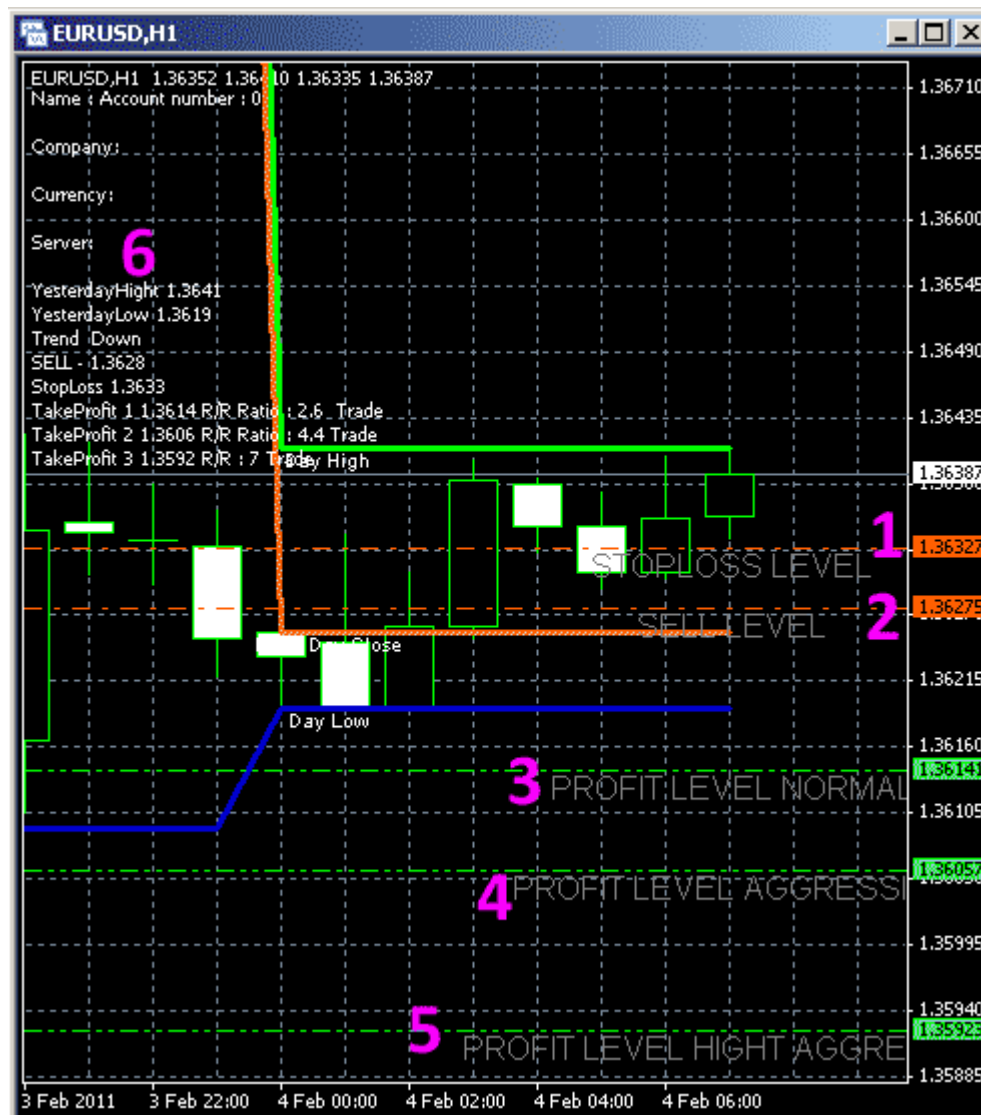 EURUSD,H1
EURUSD,H1 1.36352 1.36410 1.36335 1.36387
Name : Account number : 0
Company:
Currency:
Server:
6
YesterdayHight 1.3641
YesterdayLow 1.3619
Trend Down
SELL - 1.3628
StopLoss 1.3633
TakeProfit 1 1.3614 R/R Ratio : 2.6 Trade
TakeProfit 2 1.3606 R/R Ratio : 4.4 Trade
TakeProfit 3 1.3592 R/R : 7
Day High
1
STOPLOSS LEVEL
2
SELL LEVEL
Day Close
Day Low
3
PROFIT LEVEL NORMAL
4
PROFIT LEVEL AGGRESSI
5
PROFIT LEVEL HIGHT AGGRE
1.36710
1.36655
1.36600
1.36545
1.36490
1.36435
1.36387
1.36327
1.36275
1.36215
1.36160
1.36141
1.36105
1.36057
1.35995
1.35940
1.35923
1.35885
3 Feb 2011
3 Feb 22:00
4 Feb 00:00
4 Feb 02:00
4 Feb 04:00
4 Feb 06:00